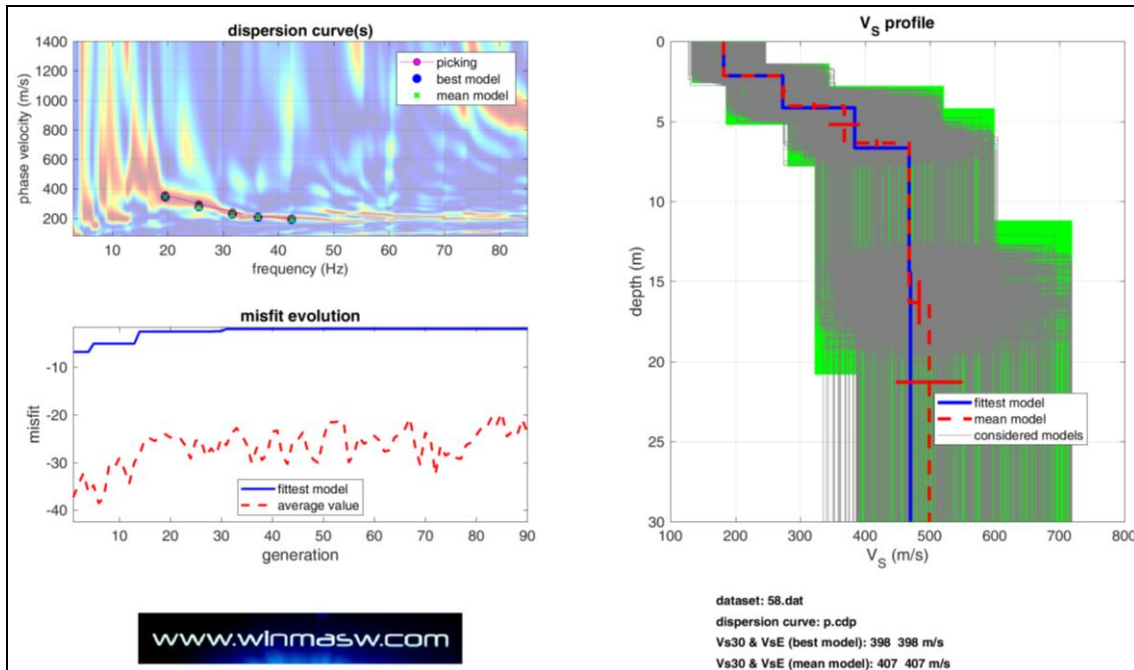 dispersion curve(s)
1400
1200
1000
800
600
400
200
phase velocity (m/s)
picking
best model
mean model
10 20 30 40 50 60 70 80
frequency (Hz)
misfit evolution
-10
-20
-30
-40
misfit
fittest model
average value
10 20 30 40 50 60 70 80 90
generation
www.winmasw.com
V_S profile
0
5
10
15
20
25
30
depth (m)
fittest model
mean model
considered models
100 200 300 400 500 600 700 800
V_S (m/s)
dataset: 58.dat
dispersion curve: p.cdp
Vs30 & VsE (best model): 398 398 m/s
Vs30 & VsE (mean model): 407 407 m/s